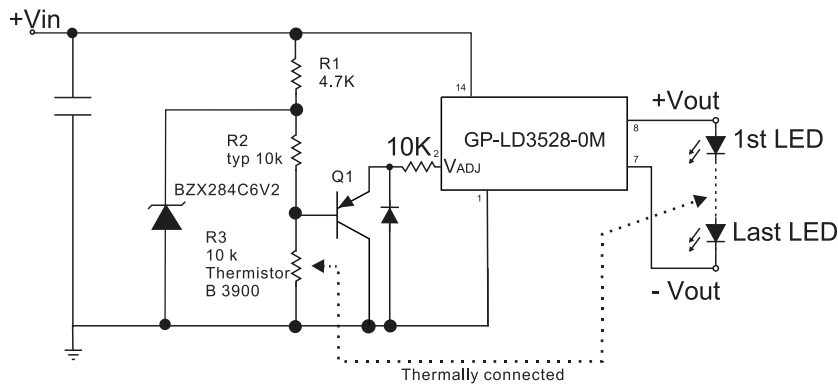 +Vin
R1
4.7K
14
GP-LD3528-0M
+Vout
8
1st LED
R2
typ 10k
10K
2
VADJ
7
Q1
BZX284C6V2
1
R3
10 k
Thermistor
B 3900
Last LED
- Vout
Thermally connected